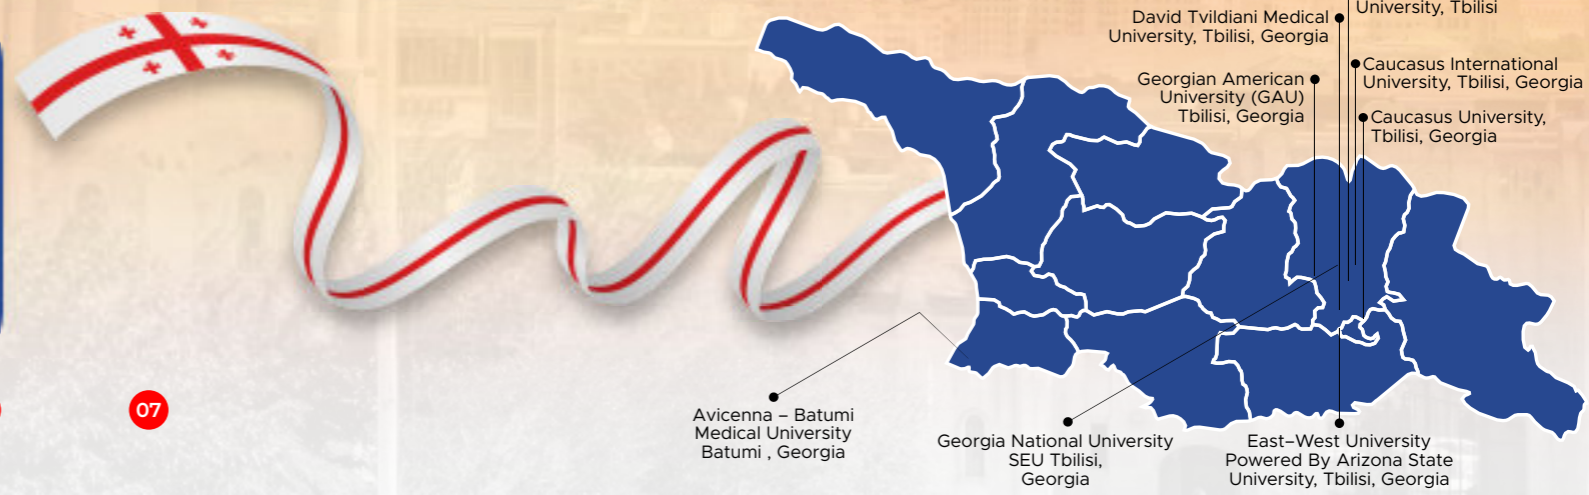 University, Tbilisi
David Tvildiani Medical
University, Tbilisi, Georgia
Caucasus International
University, Tbilisi, Georgia
Georgian American
University (GAU)
Tbilisi, Georgia
Caucasus University,
Tbilisi, Georgia
07
Avicenna – Batumi
Medical University
Batumi , Georgia
Georgia National University
SEU Tbilisi,
Georgia
East–West University
Powered By Arizona State
University, Tbilisi, Georgia